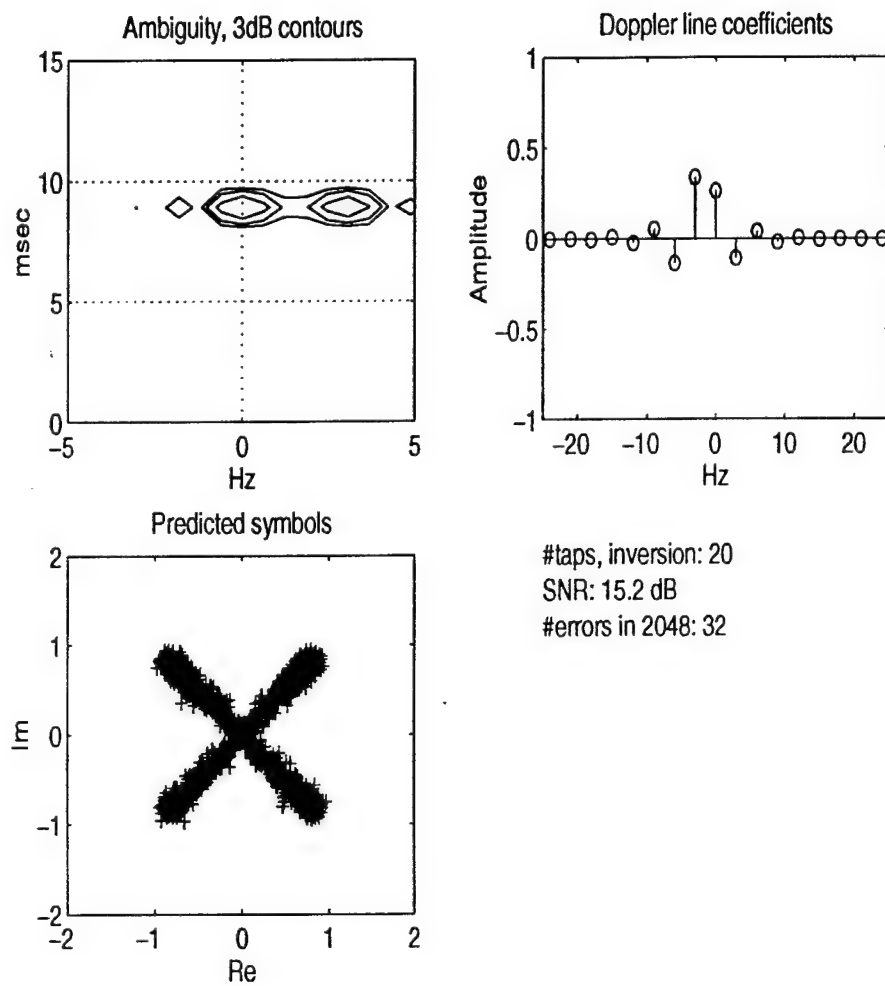 Ambiguity, 3dB contours
15
10
5
0
msec
-5
0
5
Hz
Doppler line coefficients
1
0.5
0
-0.5
-1
Amplitude
-20
-10
0
10
20
Hz
Predicted symbols
2
1
0
-1
-2
Im
-2
-1
0
1
2
Re
#taps, inversion: 20
SNR: 15.2 dB
#errors in 2048: 32